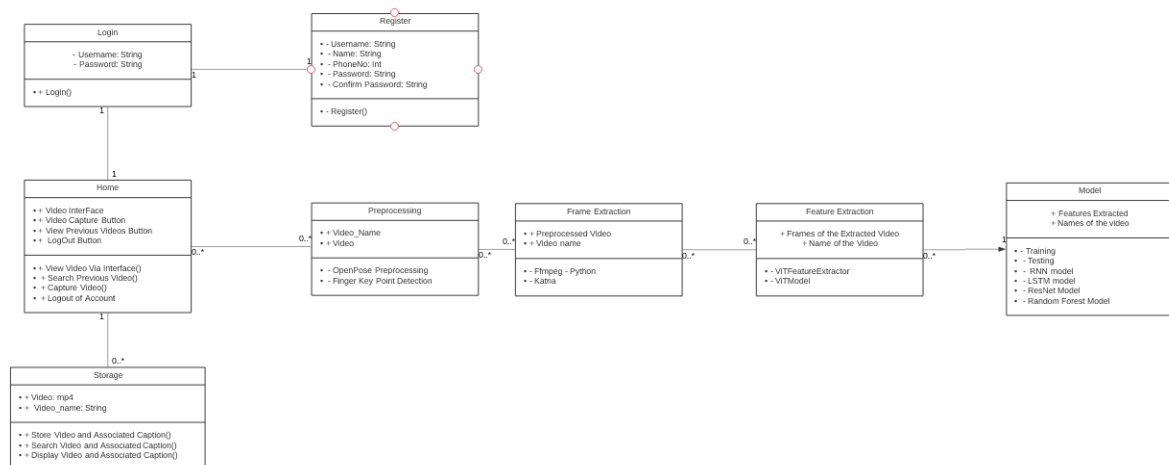 Login
- Username: String
- Password: String
• + Login()
1
1
Register
• - Username: String
• - Name: String
• - PhoneNo: Int
• - Password: String
• - Confirm Password: String
• - Register()
1
1
Home
• + Video InterFace
• + Video Capture Button
• + View Previous Videos Button
• + LogOut Button
• + View Video Via Interface()
• + Search Previous Video()
• + Capture Video()
• + Logout of Account
0..*
0..*
Preprocessing
• + Video_Name
• + Video
• - OpenPose Preprocessing
• - Finger Key Point Detection
0..*
0..*
Frame Extraction
• + Preprocessed Video
• + Video name
• - Ffmpeg - Python
• - Katna
0..*
0..*
Feature Extraction
+ Frames of the Extracted Video
+ Name of the Video
• - ViTFeatureExtractor
• - ViTModel
0..*
1
Model
+ Features Extracted
+ Names of the video
• - Training
• - Testing
• - RNN model
• - LSTM model
• - ResNet Model
• - Random Forest Model
1
0..*
Storage
• + Video: mp4
• + Video_name: String
• + Store Video and Associated Caption()
• + Search Video and Associated Caption()
• + Display Video and Associated Caption()